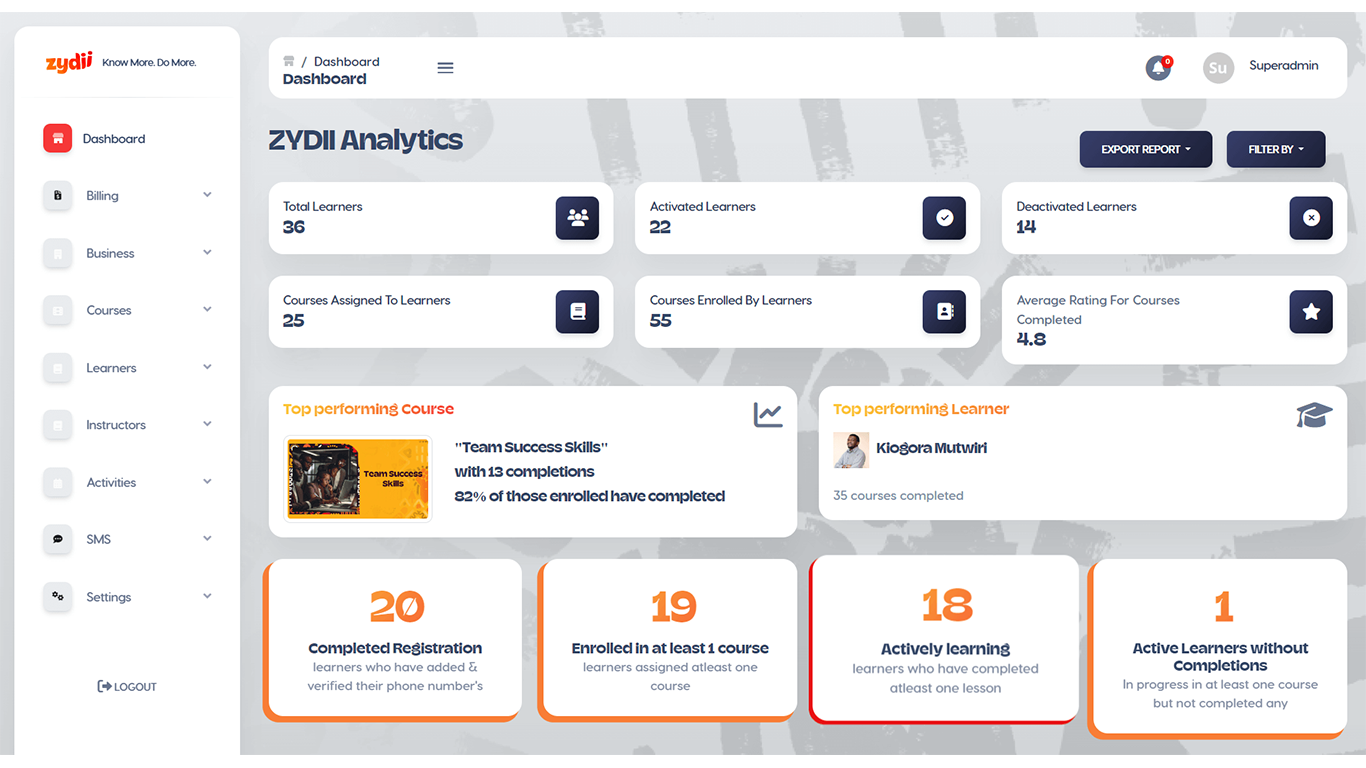 zydii Know More. Do More.
Dashboard
Billing
Business
Courses
Learners
Instructors
Activities
SMS
Settings
LOGOUT
/ Dashboard
Dashboard
0
Su
Superadmin
ZYDII Analytics
EXPORT REPORT
FILTER BY
Total Learners
36
Activated Learners
22
Deactivated Learners
14
Courses Assigned To Learners
25
Courses Enrolled By Learners
55
Average Rating For Courses
Completed
4.8
Top performing Course
Team Success
Skills
"Team Success Skills"
with 13 completions
82% of those enrolled have completed
Top performing Learner
Kiogora Mutwiri
35 courses completed
20
Completed Registration
learners who have added &
verified their phone number's
19
Enrolled in at least 1 course
learners assigned atleast one
course
18
Actively learning
learners who have completed
atleast one lesson
1
Active Learners without
Completions
In progress in at least one course
but not completed any